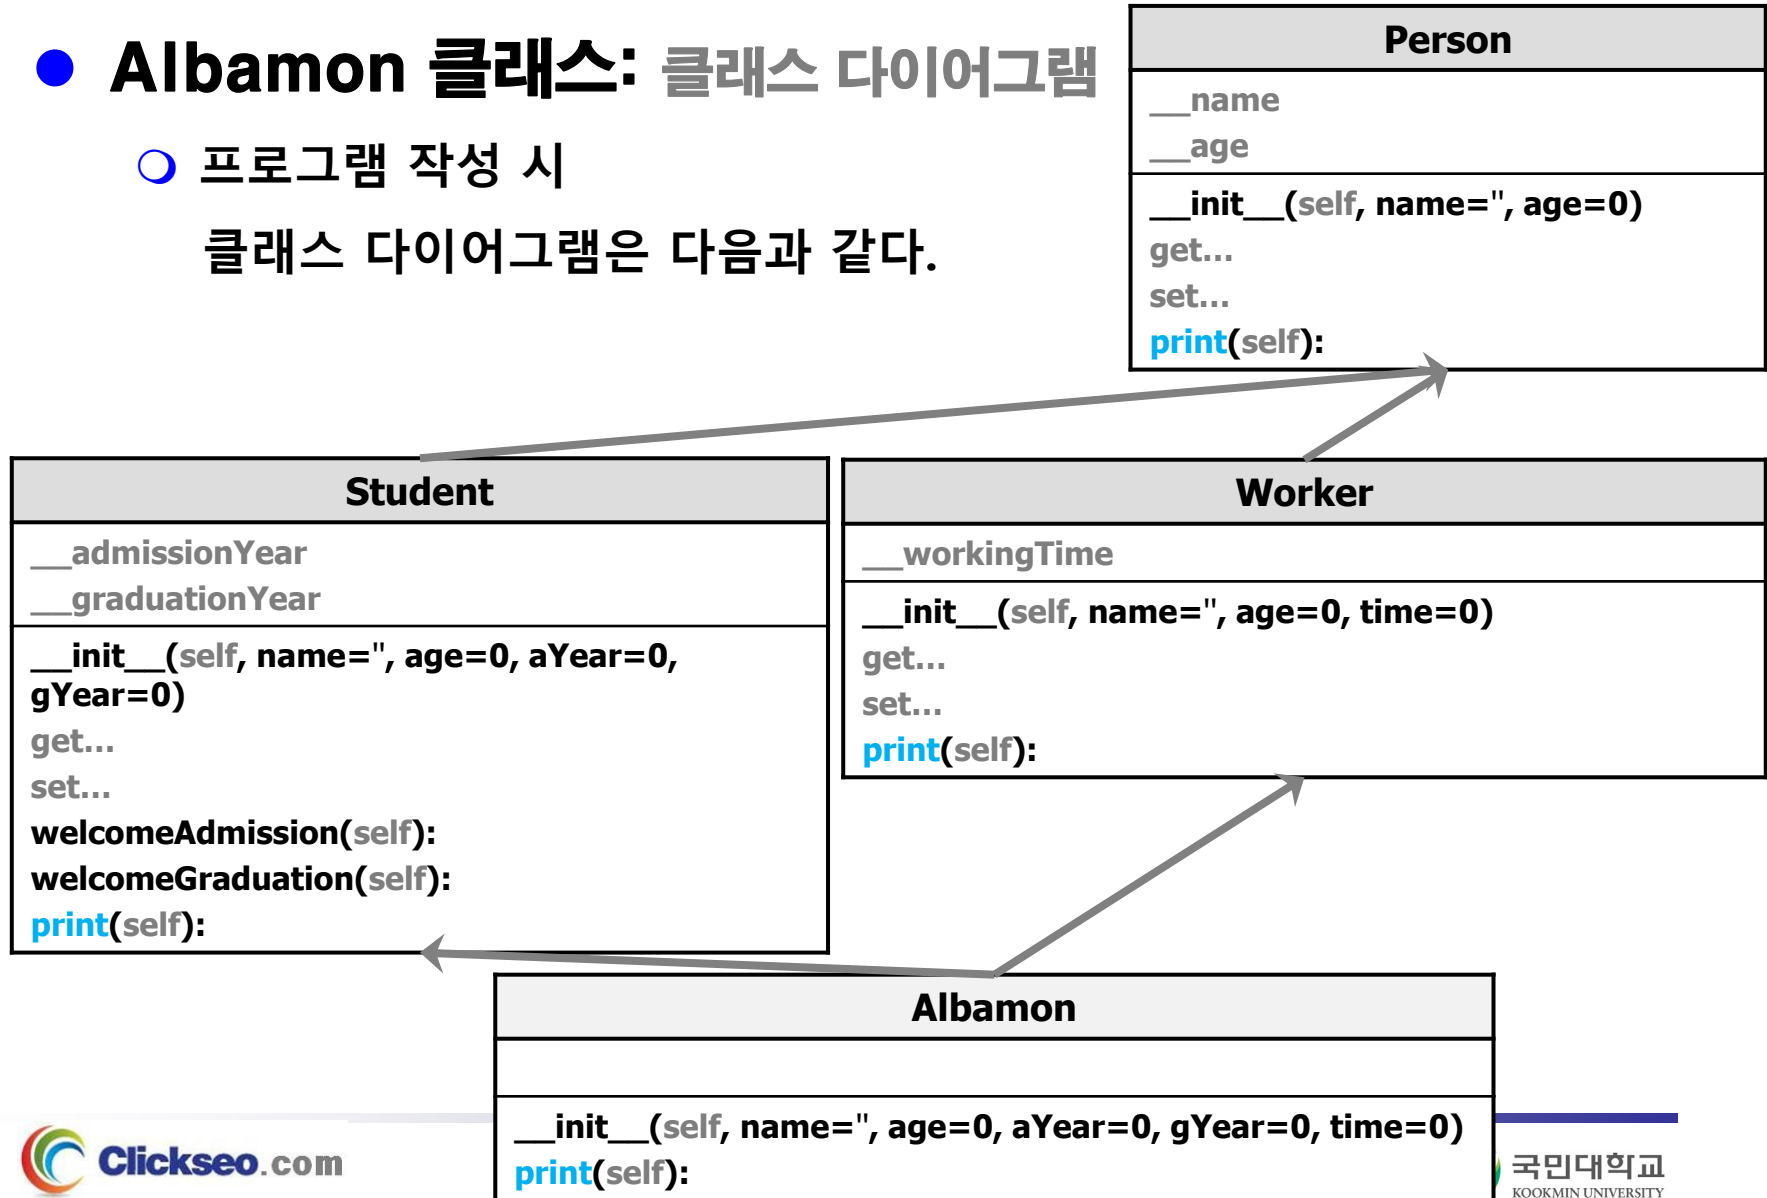 Albamon 클래스: 클래스 다이어그램
프로그램 작성 시
클래스 다이어그램은 다음과 같다.
Person
__name
__age
__init__(self, name='', age=0)
get...
set...
print(self):
Student
__admissionYear
__graduationYear
__init__(self, name='', age=0, aYear=0,
gYear=0)
get...
set...
welcomeAdmission(self):
welcomeGraduation(self):
print(self):
Worker
__workingTime
__init__(self, name='', age=0, time=0)
get...
set...
print(self):
Albamon
__init__(self, name='', age=0, aYear=0, gYear=0, time=0)
print(self):
Clickseo.com
국민대학교
KOOKMIN UNIVERSITY